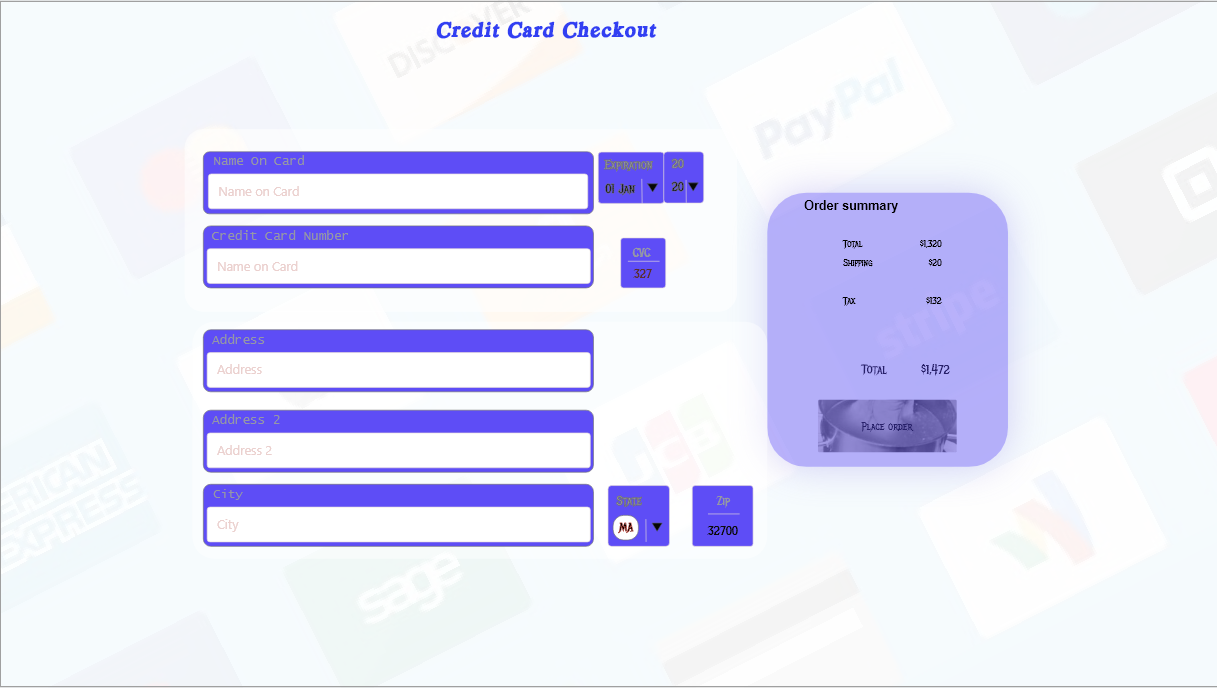 Credit Card Checkout
DISCOVER
PayPal
Name On Card
Name on Card
Expiration
20
01 Jan
20
Credit Card Number
Name on Card
CVC
327
Order summary
Total $1,320
Shipping $20
Tax $132
stripe
Total $1,472
Place order
Address
Address
Address 2
Address 2
JCB
City
City
State
MA
Zip
32700
AMERICAN
EXPRESS
sage